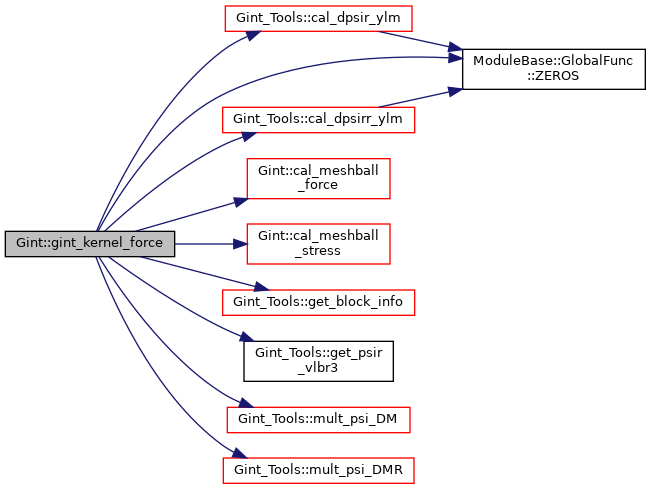 Gint_Tools::cal_dpsir_ylm
ModuleBase::GlobalFunc
::ZEROS
Gint_Tools::cal_dpsirr_ylm
Gint::cal_meshball
_force
Gint::gint_kernel_force
Gint::cal_meshball
_stress
Gint_Tools::get_block_info
Gint_Tools::get_psir
_vlbr3
Gint_Tools::mult_psi_DM
Gint_Tools::mult_psi_DMR